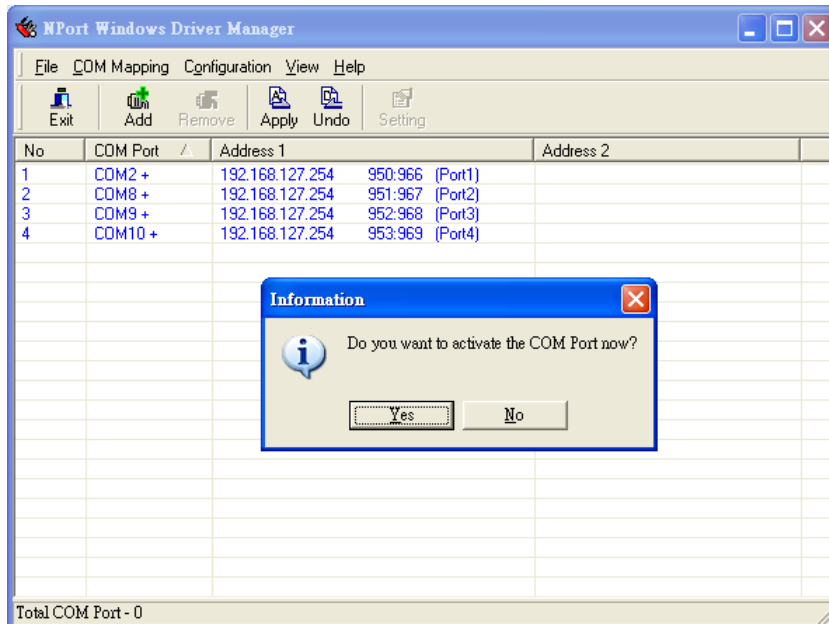 NPort Windows Driver Manager
File COM Mapping Configuration View Help
Exit Add Remove Apply Undo Setting
No COM Port Address 1 Address 2
1 COM2 + 192.168.127.254 950:966 (Port1)
2 COM8 + 192.168.127.254 951:967 (Port2)
3 COM9 + 192.168.127.254 952:968 (Port3)
4 COM10 + 192.168.127.254 953:969 (Port4)
Information
Do you want to activate the COM Port now?
Yes No
Total COM Port - 0